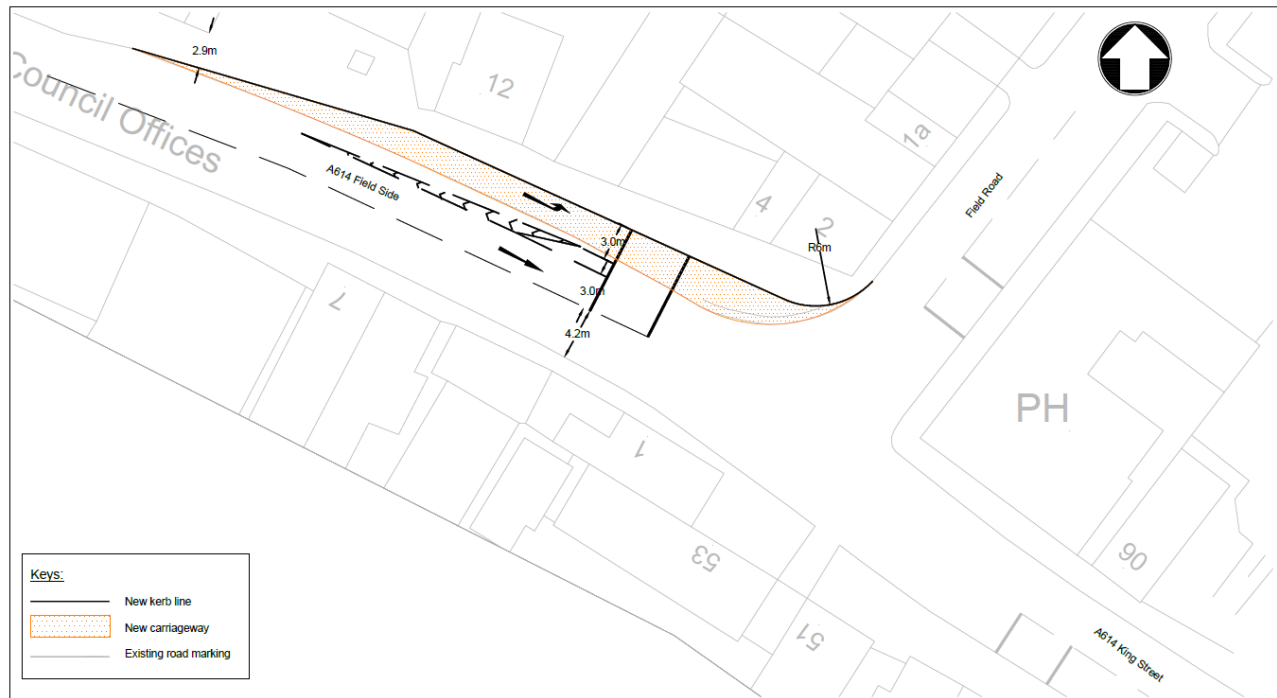 2.9m
Council Offices
12
1a
A614 Field Side
Field Road
4
2
R6m
3.0m
3.0m
4.2m
7
1
PH
53
90
51
A614 King Street
Keys:
New kerb line
New carriageway
Existing road marking